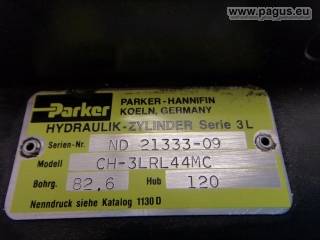 www.pagus.eu
Parker
PARKER-HANNIFIN
KOELN, GERMANY
HYDRAULIK-ZYLINDER Serie 3L
Serien-Nr. ND 21333-09
Modell CH-3LRL44MC
Bohrg. 82,6 Hub 120
Nenndruck siehe Katalog 1130 D